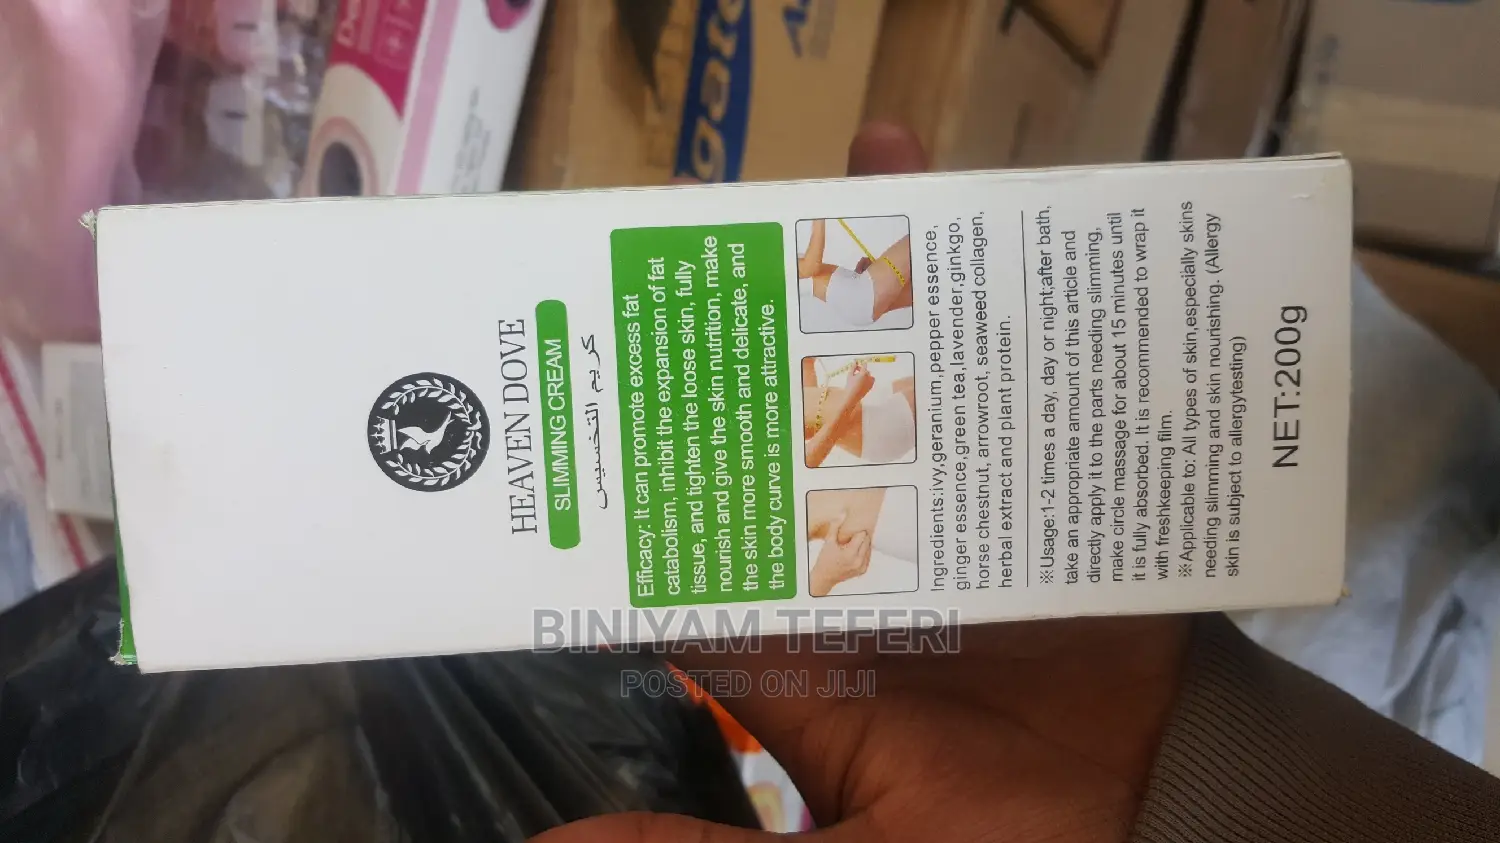 HEAVEN DOVE
SLIMMING CREAM
كريم التخسيس
Efficacy: It can promote excess fat
catabolism, inhibit the expansion of fat
tissue, and tighten the loose skin, fully
nourish and give the skin nutrition, make
the skin more smooth and delicate, and
the body curve is more attractive.
Ingredients:ivy,geranium,pepper essence,
ginger essence,green tea,lavender,ginkgo,
horse chestnut, arrowroot, seaweed collagen,
herbal extract and plant protein.
※Usage:1-2 times a day, day or night;after bath,
take an appropriate amount of this article and
directly apply it to the parts needing slimming,
make circle massage for about 15 minutes until
it is fully absorbed. It is recommended to wrap it
with freshkeeping film.
※Applicable to: All types of skin,especially skins
needing slimming and skin nourishing. (Allergy
skin is subject to allergytesting)
NET:200g
BINIYAM TEFERI
POSTED ON JIJI